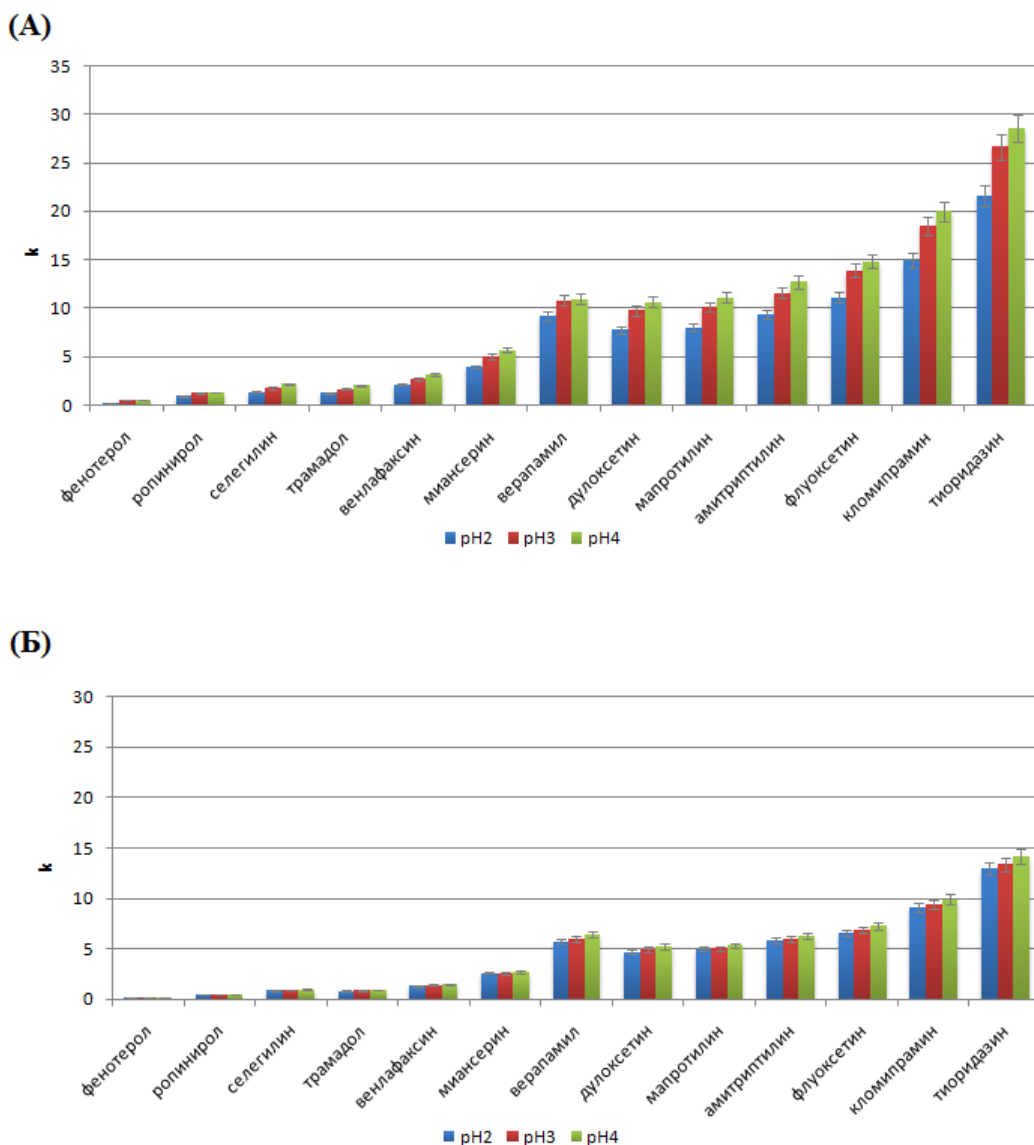 (А)
35
30
25
20
15
10
5
0
k
фенотерол
ропинирол
селегилин
трамадол
венлафаксин
миансерин
верапамил
дулоксетин
мапротилин
амитриптилин
флуоксетин
кломипрамин
тиоридазин
pH2 pH3 pH4
(Б)
30
25
20
15
10
5
0
k
фенотерол
ропинирол
селегилин
трамадол
венлафаксин
миансерин
верапамил
дулоксетин
мапротилин
амитриптилин
флуоксетин
кломипрамин
тиоридазин
pH2 pH3 pH4